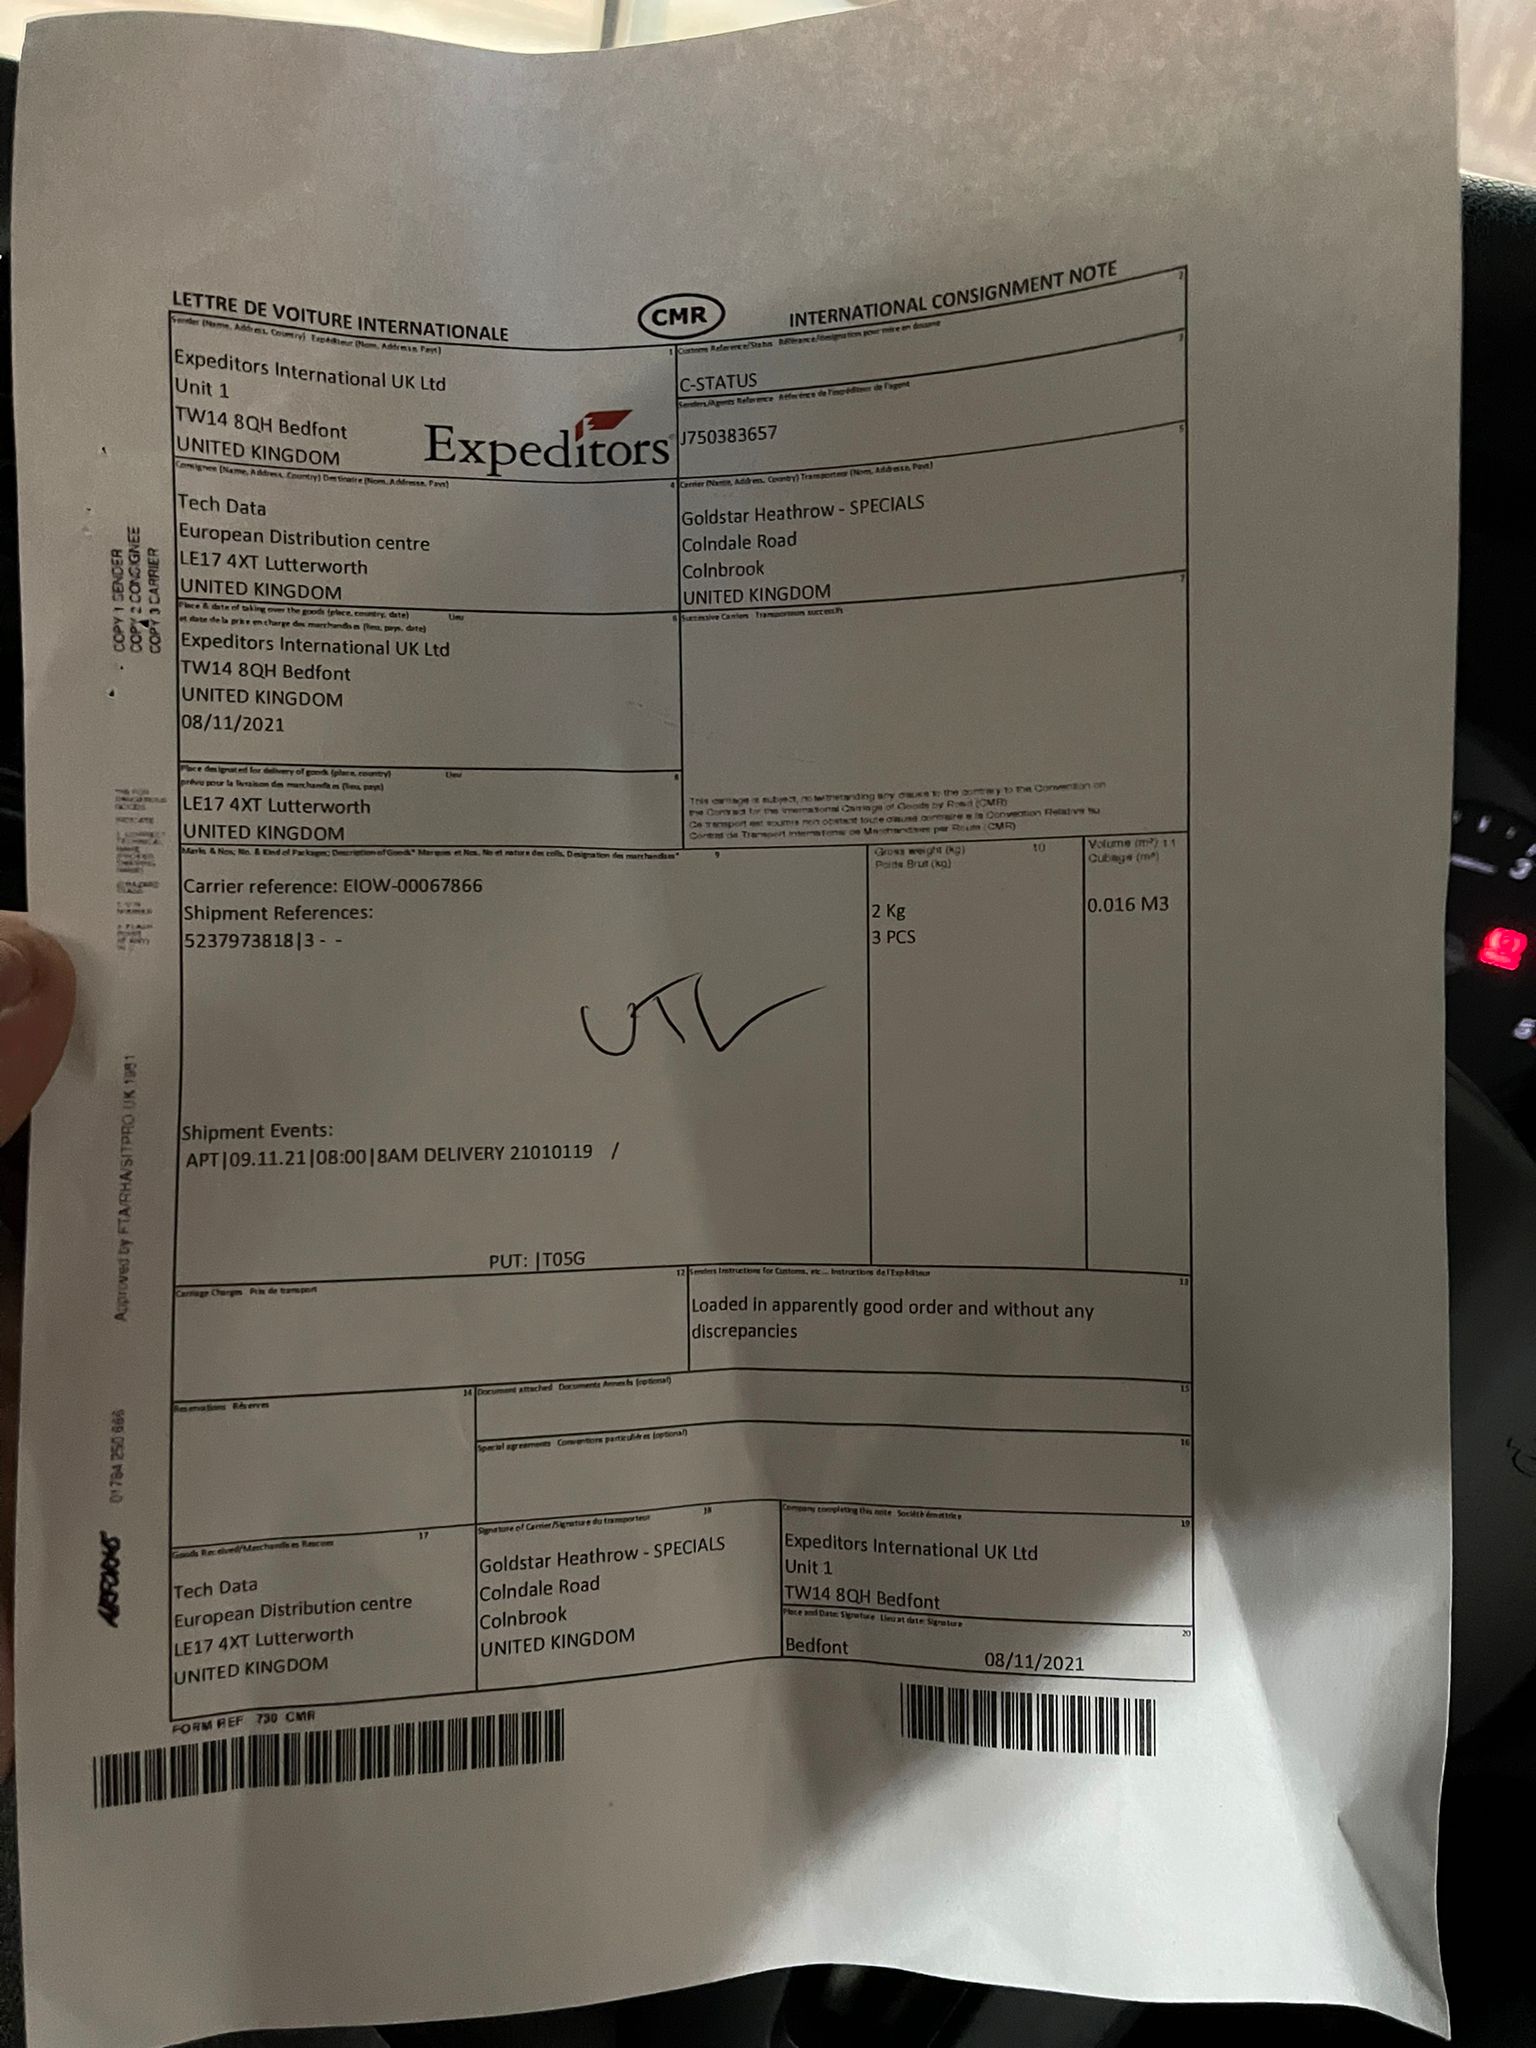 LETTRE DE VOITURE INTERNATIONALE
CMR
INTERNATIONAL CONSIGNMENT NOTE
Sender (Name, Address, Country) Expéditeur (Nom, Addresse, Pays)
1
Expeditors International UK Ltd
Unit 1
TW14 8QH Bedfont
UNITED KINGDOM
Expeditors
Customs Reference/Status Référence/designation pour mise en douane
2
C-STATUS
Senders/Agents Reference Référence de l'expéditeur de l'agent
3
J750383657
Consignee (Name, Address, Country) Destinaire (Nom, Addresse, Pays)
4
Tech Data
European Distribution centre
LE17 4XT Lutterworth
UNITED KINGDOM
Carrier (Name, Address, Country) Transporteur (Nom, Addresse, Pays)
5
Goldstar Heathrow - SPECIALS
Colndale Road
Colnbrook
UNITED KINGDOM
Place & date of taking over the goods (place, country, date) Lieu
et date de la prise en charge des marchandises (lieu, pays, date)
6
Expeditors International UK Ltd
TW14 8QH Bedfont
UNITED KINGDOM
08/11/2021
Successive Carriers Transporteurs successifs
7
Place designated for delivery of goods (place, country) Lieu
prévu pour la livraison des marchandises (lieu, pays)
8
LE17 4XT Lutterworth
UNITED KINGDOM
This carriage is subject, notwithstanding any clause to the contrary to the Convention on
the Contract for the International Carriage of Goods by Road (CMR)
Ce transport est soumis non obstant toute clause contraire a la Convention Relative au
Contrat de Transport International de Marchandises par Route (CMR)
Marks & Nos, No. & Kind of Packages; Description of Goods* Marques et Nos, No et nature des colis, Designation des marchandises*
9
Gross weight (kg) 10
Poids Brut (kg)
Volume (m³) 11
Cubage (m³)
Carrier reference: EIOW-00067866
Shipment References:
5237973818|3 - -
2 Kg
3 PCS
0.016 M3
UTL
Shipment Events:
APT|09.11.21|08:00|8AM DELIVERY 21010119 /
PUT: |T05G
Carriage Charges Prix de transport
12
Senders Instructions for Customs, etc... Instructions de l'Expéditeur
13
Loaded in apparently good order and without any
discrepancies
Reservations Réserves
14
Document attached Documents Annexés (optional)
15
Special agreements Conventions particulières (optional)
16
Goods Received/Marchandises Recues
17
Tech Data
European Distribution centre
LE17 4XT Lutterworth
UNITED KINGDOM
Signature of Carrier/Signature du transporteur
18
Goldstar Heathrow - SPECIALS
Colndale Road
Colnbrook
UNITED KINGDOM
Company completing this note Société émettrice
19
Expeditors International UK Ltd
Unit 1
TW14 8QH Bedfont
Place and Date: Signature Lieu at date: Signature
20
Bedfont 08/11/2021
FORM REF 730 CMR
COPY 1 SENDER
COPY 2 CONSIGNEE
COPY 3 CARRIER
Approved by FTA/RHA/SITPRO UK 1981
01784 250 886